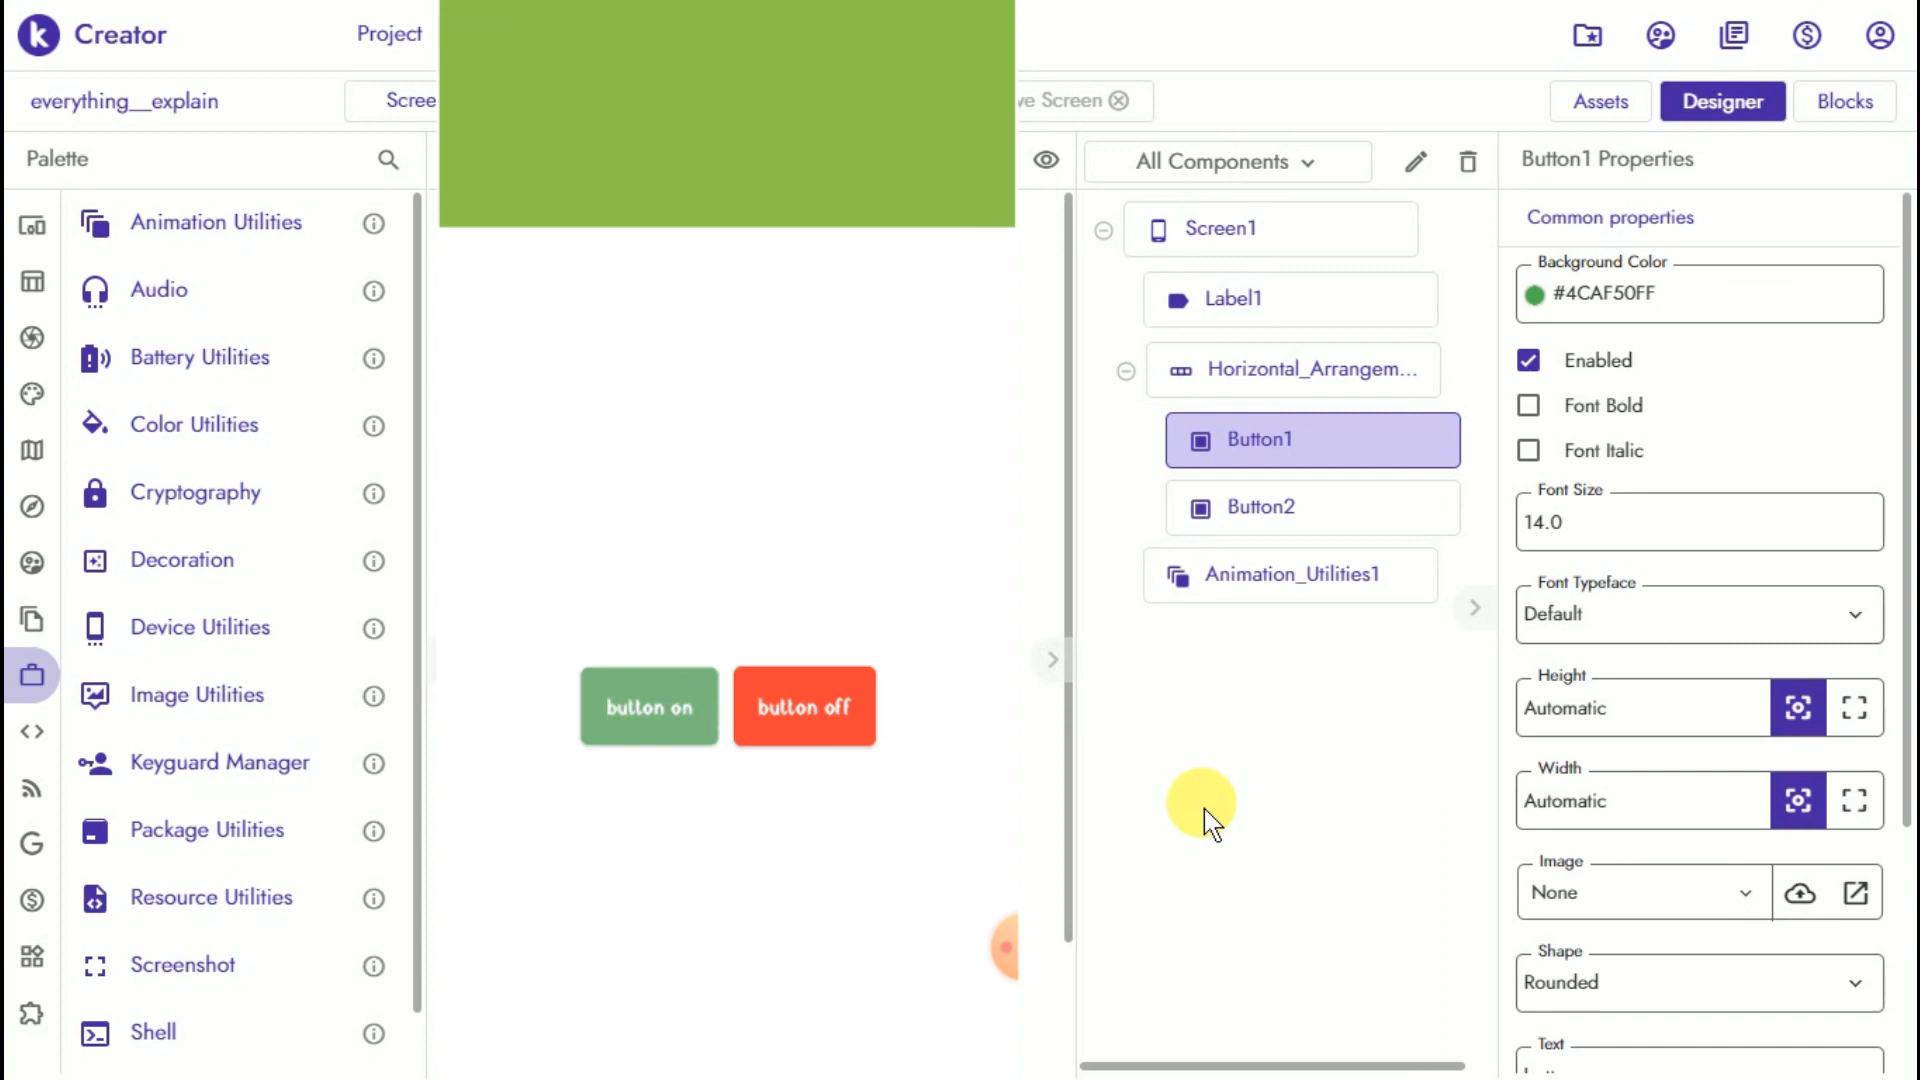 Creator
Project
everything__explain
Scree
ve Screen
Assets
Designer
Blocks
Palette
All Components
Button1 Properties
Animation Utilities
Audio
Battery Utilities
Color Utilities
Cryptography
Decoration
Device Utilities
Image Utilities
Keyguard Manager
Package Utilities
Resource Utilities
Screenshot
Shell
button on
button off
Screen1
Label1
Horizontal_Arrangem...
Button1
Button2
Animation_Utilities1
Common properties
Background Color
#4CAF50FF
Enabled
Font Bold
Font Italic
Font Size
14.0
Font Typeface
Default
Height
Automatic
Width
Automatic
Image
None
Shape
Rounded
Text